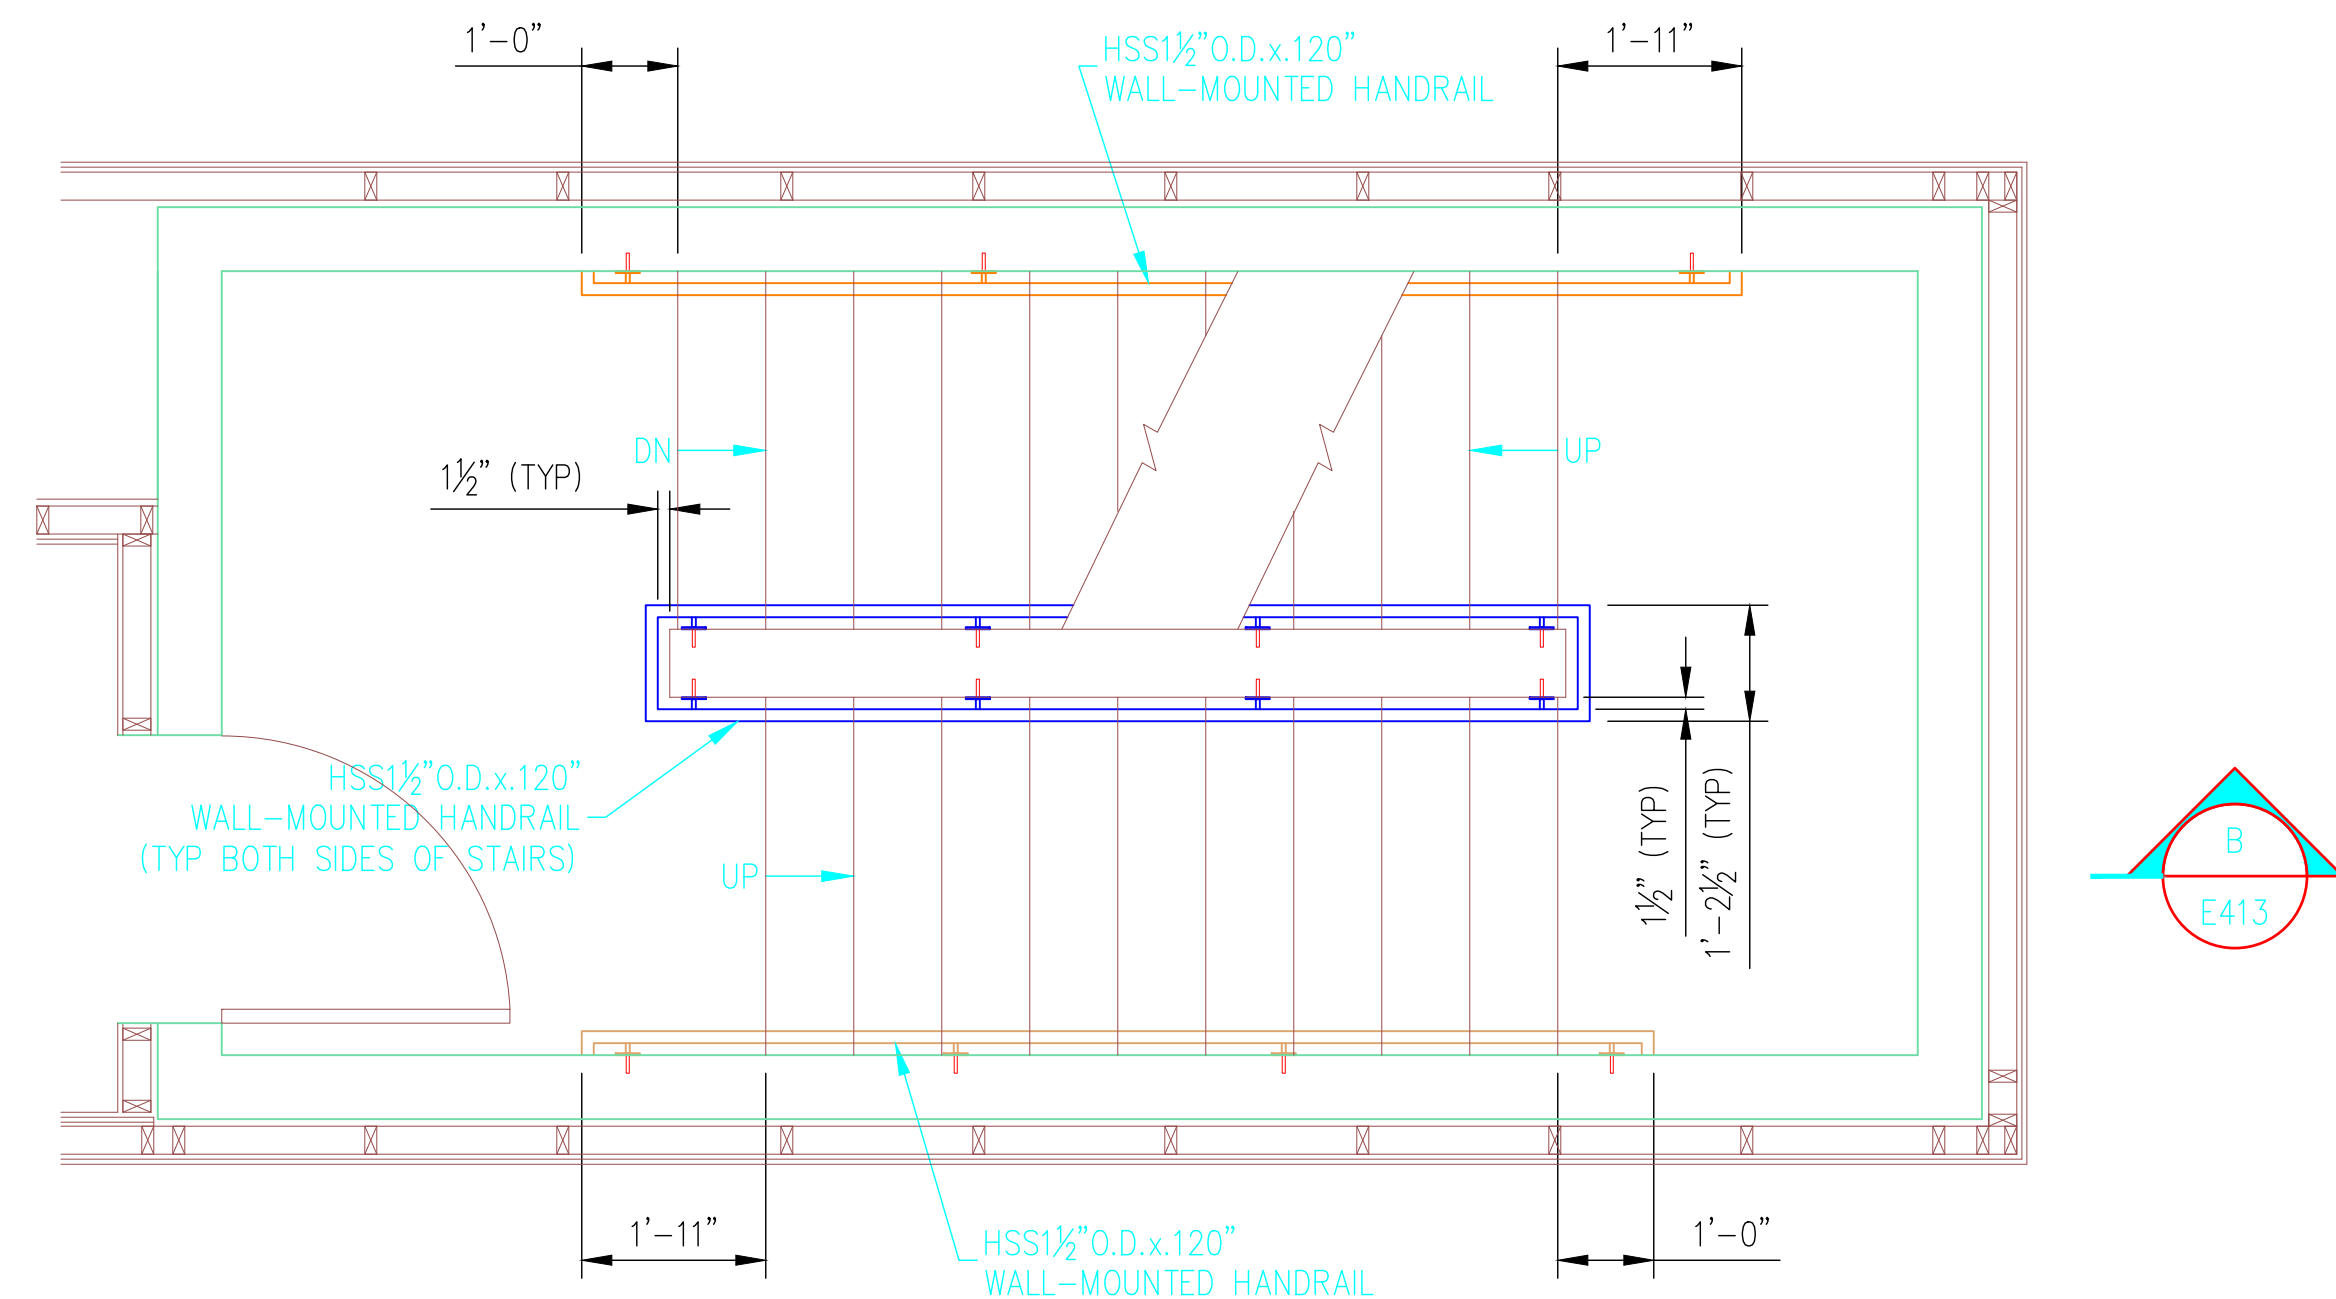 1'-0"
HSS1½"O.D.x.120"
WALL-MOUNTED HANDRAIL
1'-11"
DN
UP
1½" (TYP)
HSS1½"O.D.x.120"
WALL-MOUNTED HANDRAIL
(TYP BOTH SIDES OF STAIRS)
UP
1½" (TYP)
1'-2½" (TYP)
B
E413
1'-11"
HSS1½"O.D.x.120"
WALL-MOUNTED HANDRAIL
1'-0"